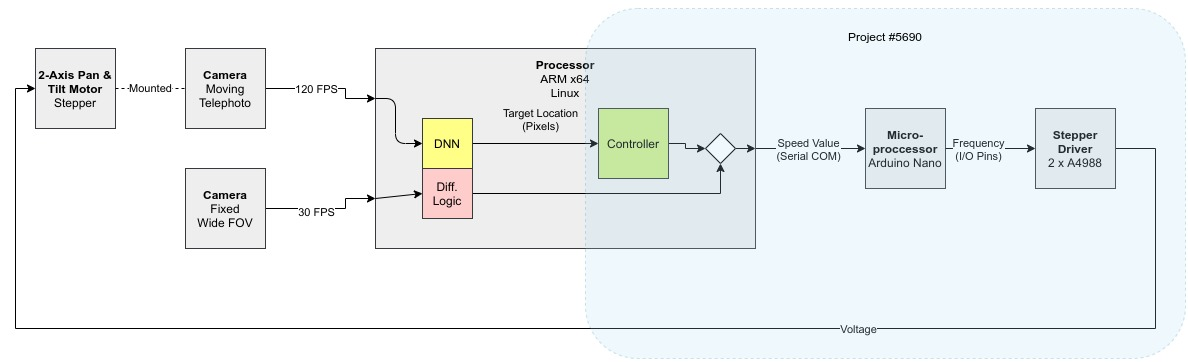 Project #5690
2-Axis Pan &
Tilt Motor
Stepper
Mounted
Camera
Moving
Telephoto
120 FPS
Processor
ARM x64
Linux
Target Location
(Pixels)
DNN
Controller
Diff.
Logic
Speed Value
(Serial COM)
Micro-
proccessor
Arduino Nano
Frequency
(I/O Pins)
Stepper
Driver
2 x A4988
Camera
Fixed
Wide FOV
30 FPS
Voltage